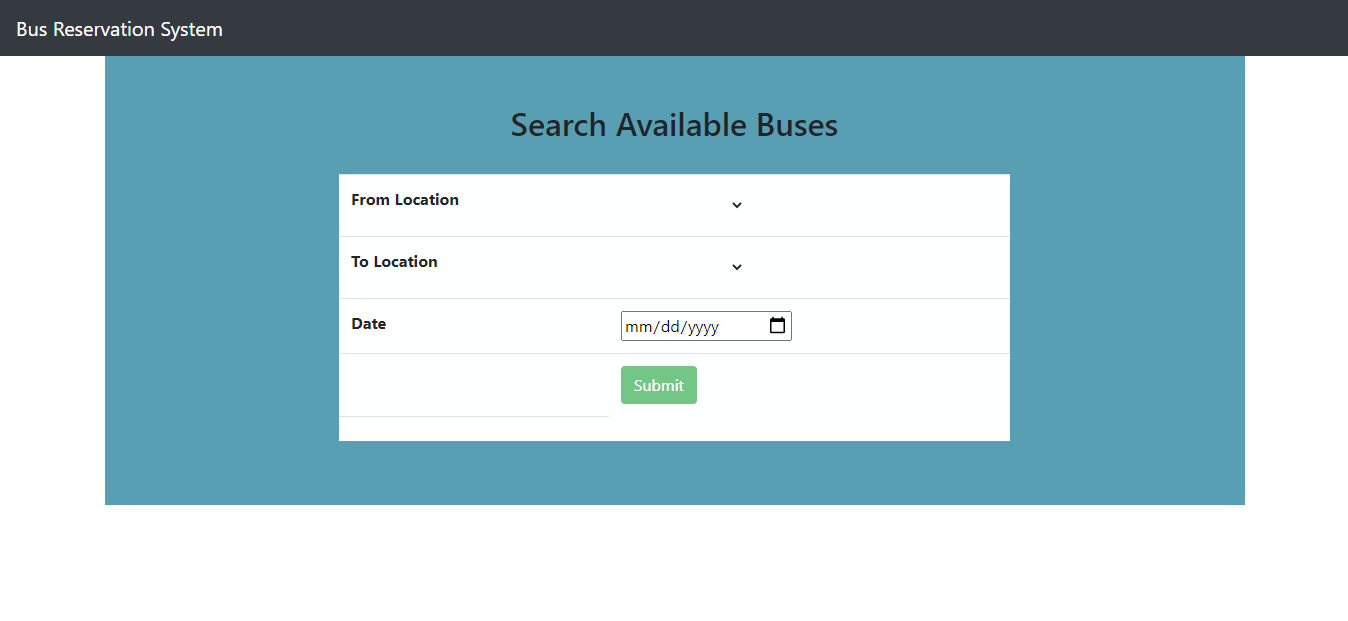 Bus Reservation System
Search Available Buses
From Location
To Location
Date mm/dd/yyyy
Submit